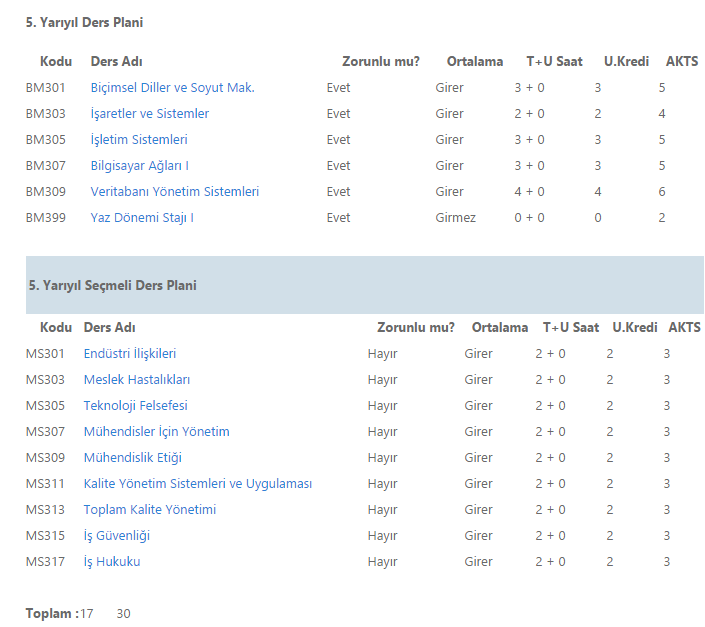 5. Yarıyıl Ders Plani
Kodu Ders Adı Zorunlu mu? Ortalama T+U Saat U.Kredi AKTS
BM301 Biçimsel Diller ve Soyut Mak. Evet Girer 3 + 0 3 5
BM303 İşaretler ve Sistemler Evet Girer 2 + 0 2 4
BM305 İşletim Sistemleri Evet Girer 3 + 0 3 5
BM307 Bilgisayar Ağları I Evet Girer 3 + 0 3 5
BM309 Veritabanı Yönetim Sistemleri Evet Girer 4 + 0 4 6
BM399 Yaz Dönemi Stajı I Evet Girmez 0 + 0 0 2
5. Yarıyıl Seçmeli Ders Plani
Kodu Ders Adı Zorunlu mu? Ortalama T+U Saat U.Kredi AKTS
MS301 Endüstri İlişkileri Hayır Girer 2 + 0 2 3
MS303 Meslek Hastalıkları Hayır Girer 2 + 0 2 3
MS305 Teknoloji Felsefesi Hayır Girer 2 + 0 2 3
MS307 Mühendisler İçin Yönetim Hayır Girer 2 + 0 2 3
MS309 Mühendislik Etiği Hayır Girer 2 + 0 2 3
MS311 Kalite Yönetim Sistemleri ve Uygulaması Hayır Girer 2 + 0 2 3
MS313 Toplam Kalite Yönetimi Hayır Girer 2 + 0 2 3
MS315 İş Güvenliği Hayır Girer 2 + 0 2 3
MS317 İş Hukuku Hayır Girer 2 + 0 2 3
Toplam :17 30